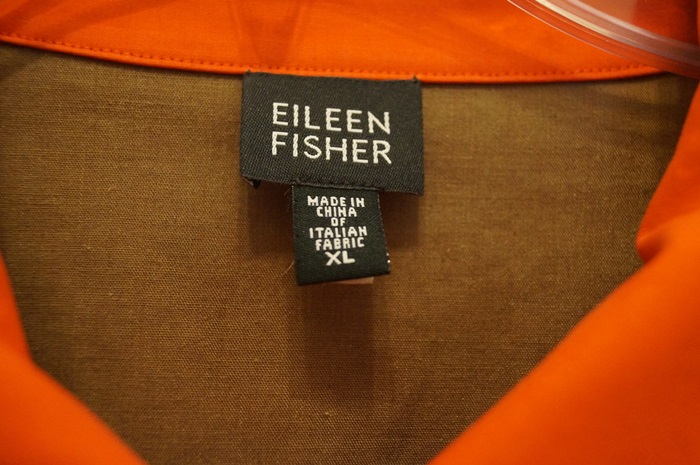 EILEEN
FISHER
MADE IN
CHINA
OF
ITALIAN
FABRIC
XL